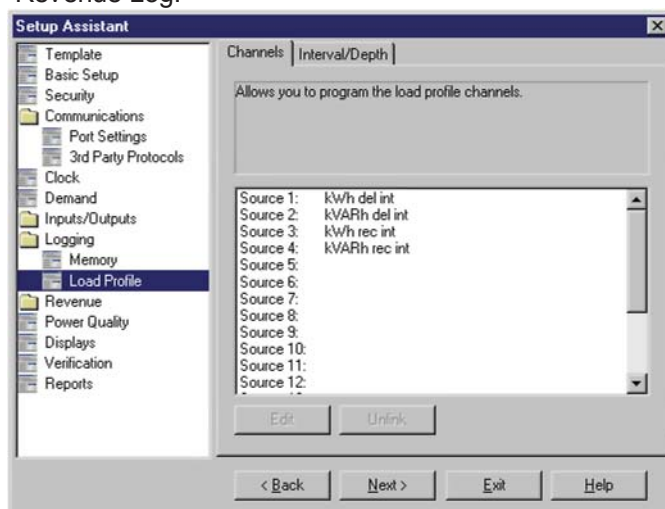 Revenue Log.
Setup Assistant
Template
Basic Setup
Security
Communications
Port Settings
3rd Party Protocols
Clock
Demand
Inputs/Outputs
Logging
Memory
Load Profile
Revenue
Power Quality
Displays
Verification
Reports
Channels Interval/Depth
Allows you to program the load profile channels.
Source 1: kWh del int
Source 2: kVARh del int
Source 3: kWh rec int
Source 4: kVARh rec int
Source 5:
Source 6:
Source 7:
Source 8:
Source 9:
Source 10:
Source 11:
Source 12:
Edit Unlink
< Back Next > Exit Help